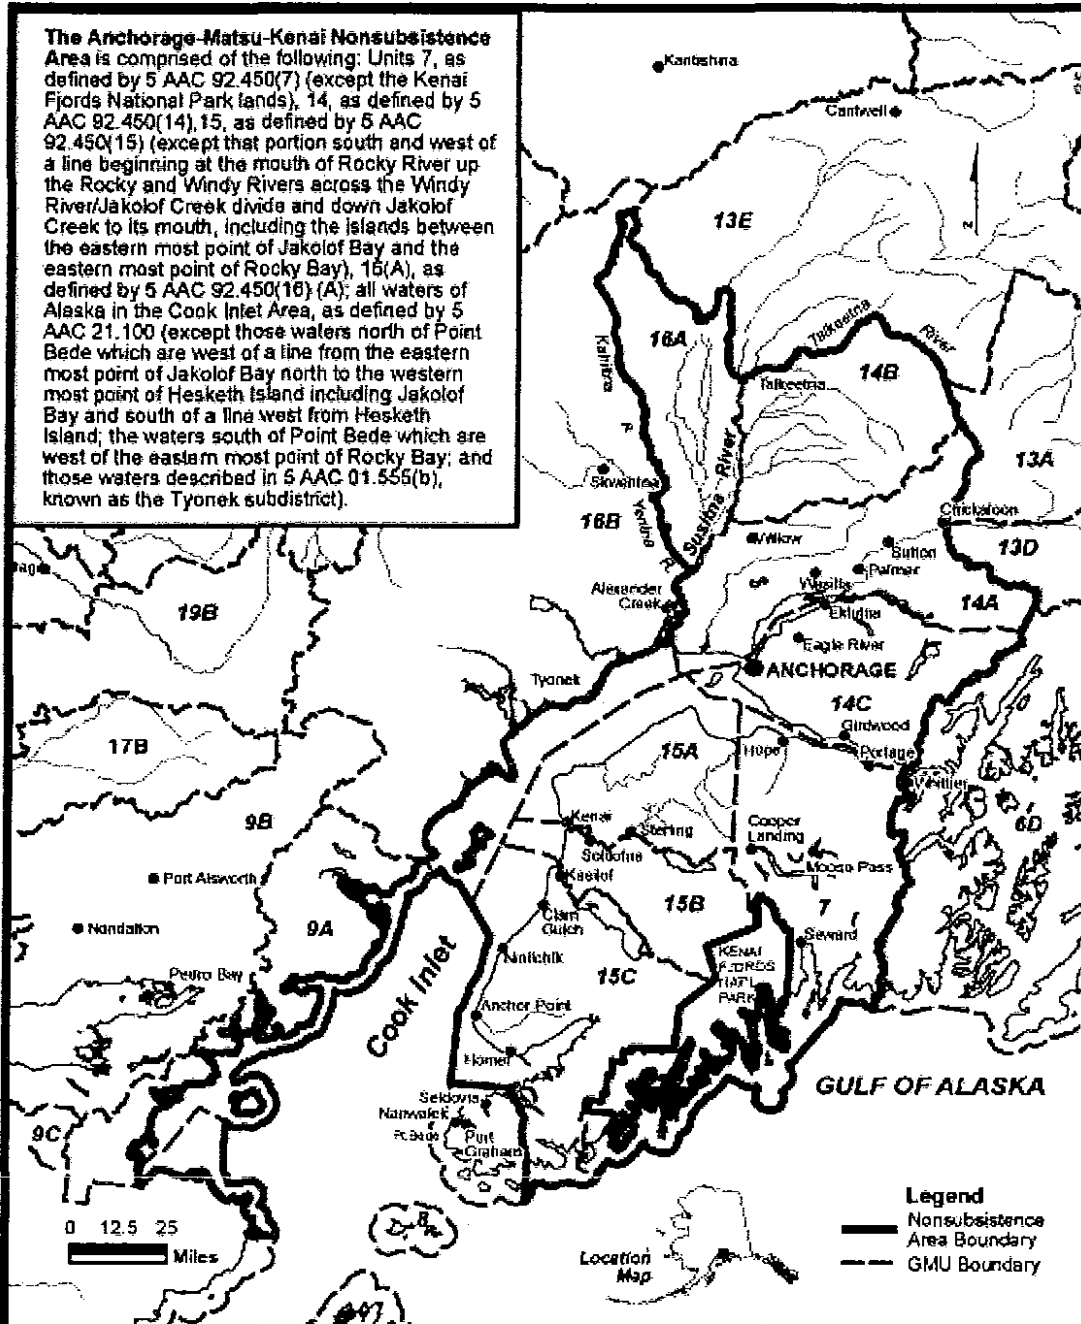 The Anchorage-Matsu-Kenai Nonsubsistence
Area is comprised of the following: Units 7, as
defined by 5 AAC 92.450(7) (except the Kenai
Fjords National Park lands), 14, as defined by 5
AAC 92.450(14),15, as defined by 5 AAC
92.450(15) (except that portion south and west of
a line beginning at the mouth of Rocky River up
the Rocky and Windy Rivers across the Windy
River/Jakolof Creek divide and down Jakolof
Creek to its mouth, including the islands between
the eastern most point of Jakolof Bay and the
eastern most point of Rocky Bay), 16(A), as
defined by 5 AAC 92.450(16) (A); all waters of
Alaska in the Cook Inlet Area, as defined by 5
AAC 21.100 (except those waters north of Point
Bede which are west of a line from the eastern
most point of Jakolof Bay north to the western
most point of Hesketh Island including Jakolof
Bay and south of a line west from Hesketh
Island; the waters south of Point Bede which are
west of the eastern most point of Rocky Bay; and
those waters described in 5 AAC 01.555(b),
known as the Tyonek subdistrict).
Kantishna
Cantwell
13E
16A
Talkeetna
River
Kahiltna
R.
Talkeetna
14B
13A
Skwentna
16B
Yentna
R.
Susitna River
Chickaloon
13D
Willow
Sutton
Palmer
Wasilla
Alexander
Creek
Eklutna
14A
19B
Eagle River
ANCHORAGE
Tyonek
14C
Girdwood
17B
15A
Hope
Portage
Whittier
9B
Kenai
Sterling
Soldotna
Cooper
Landing
Moose Pass
6D
Port Alsworth
Kasilof
15B
7
Clam
Gulch
Nondalton
9A
Seward
KENAI
FJORDS
NAT'L
PARK
Ninilchik
Pedro Bay
15C
Cook Inlet
Anchor Point
Homer
GULF OF ALASKA
Seldovia
Nanwalek
9C
Pt. Bede
Port
Graham
0 12.5 25
Miles
Location
Map
Legend
Nonsubsistence
Area Boundary
GMU Boundary